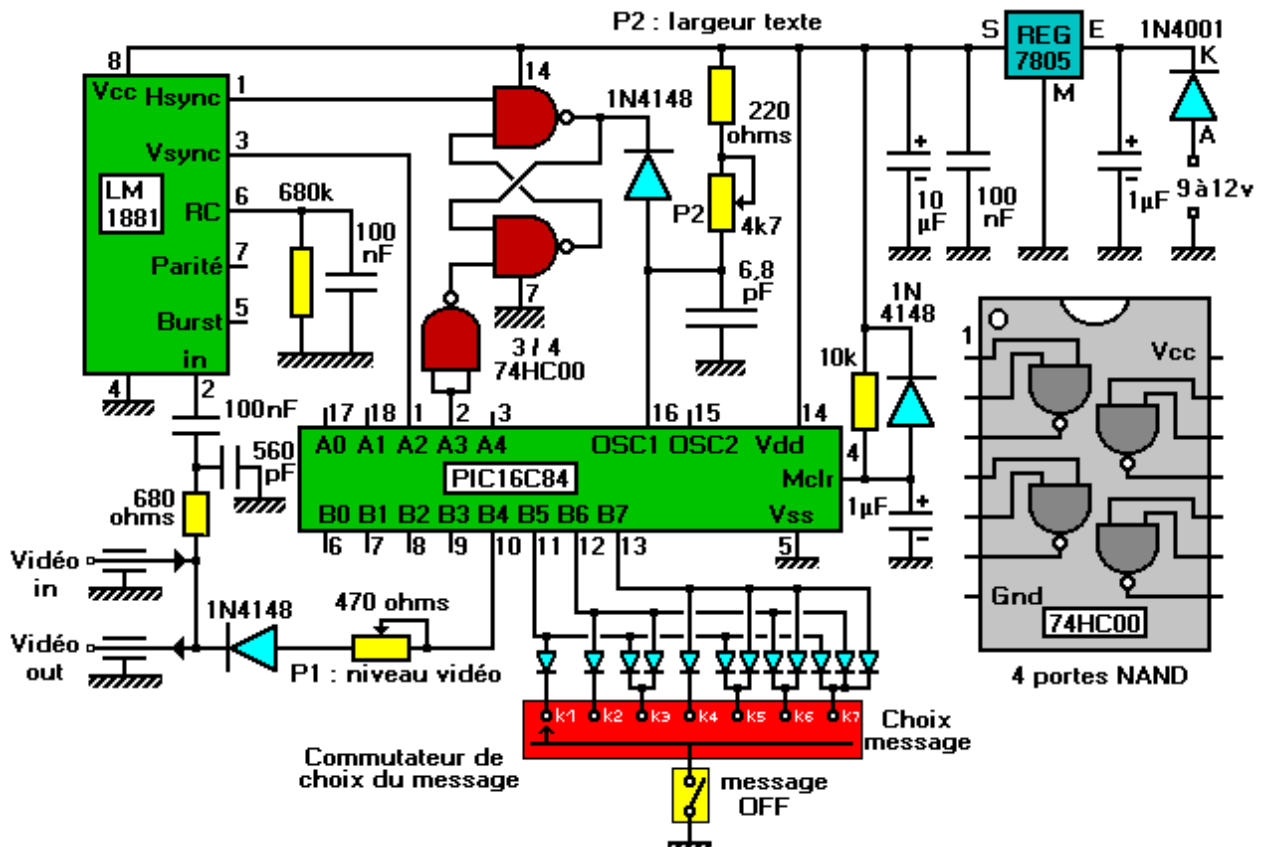 P2 : largeur texte
S
REG
7805
E
M
1N4001
K
A
9 à12v
8
Vcc
Hsync
1
Vsync
3
LM
1881
RC
6
Parité
7
Burst
5
in
4
2
680k
100
nF
14
7
3 / 4
74HC00
1N4148
220
ohms
P2
4k7
6,8
pF
+
-
10
µF
100
nF
+
-
1µF
1N
4148
10k
4
1µF
+
-
100nF
560
pF
680
ohms
17
18
1
2
3
16
15
14
A0
A1
A2
A3
A4
OSC1
OSC2
Vdd
PIC16C84
Mclr
B0
B1
B2
B3
B4
B5
B6
B7
Vss
6
7
8
9
10
11
12
13
5
Vidéo
in
Vidéo
out
1N4148
470 ohms
P1 : niveau vidéo
k1
k2
k3
k4
k5
k6
k7
Choix
message
Commutateur de
choix du message
message
OFF
1
Vcc
Gnd
74HC00
4 portes NAND